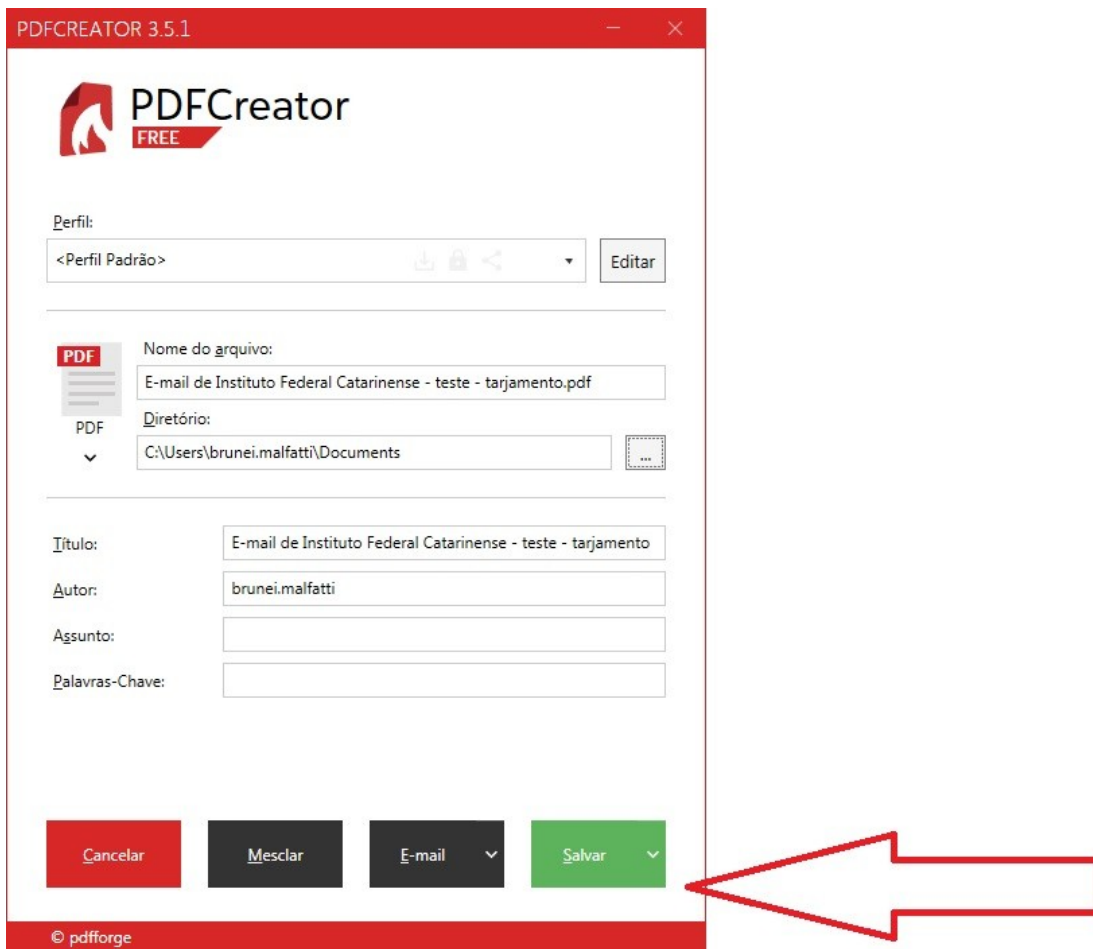 PDFCREATOR 3.5.1
PDFCreator
FREE
Perfil:
<Perfil Padrão>
Editar
PDF
Nome do arquivo:
E-mail de Instituto Federal Catarinense - teste - tarjamento.pdf
PDF
Diretório:
C:\Users\brunei.malfatti\Documents
...
Título:
E-mail de Instituto Federal Catarinense - teste - tarjamento
Autor:
brunei.malfatti
Assunto:
Palavras-Chave:
Cancelar
Mesclar
E-mail
Salvar
© pdfforge